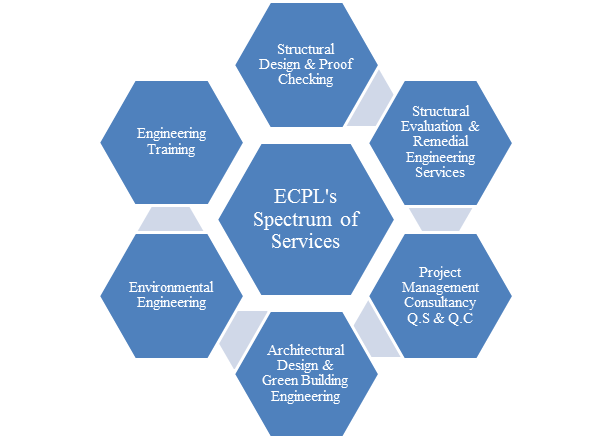 Structural
Design & Proof
Checking
Structural
Evaluation &
Remedial
Engineering
Services
Engineering
Training
ECPL's
Spectrum of
Services
Project
Management
Consultancy
Q.S & Q.C
Environmental
Engineering
Architectural
Design &
Green Building
Engineering